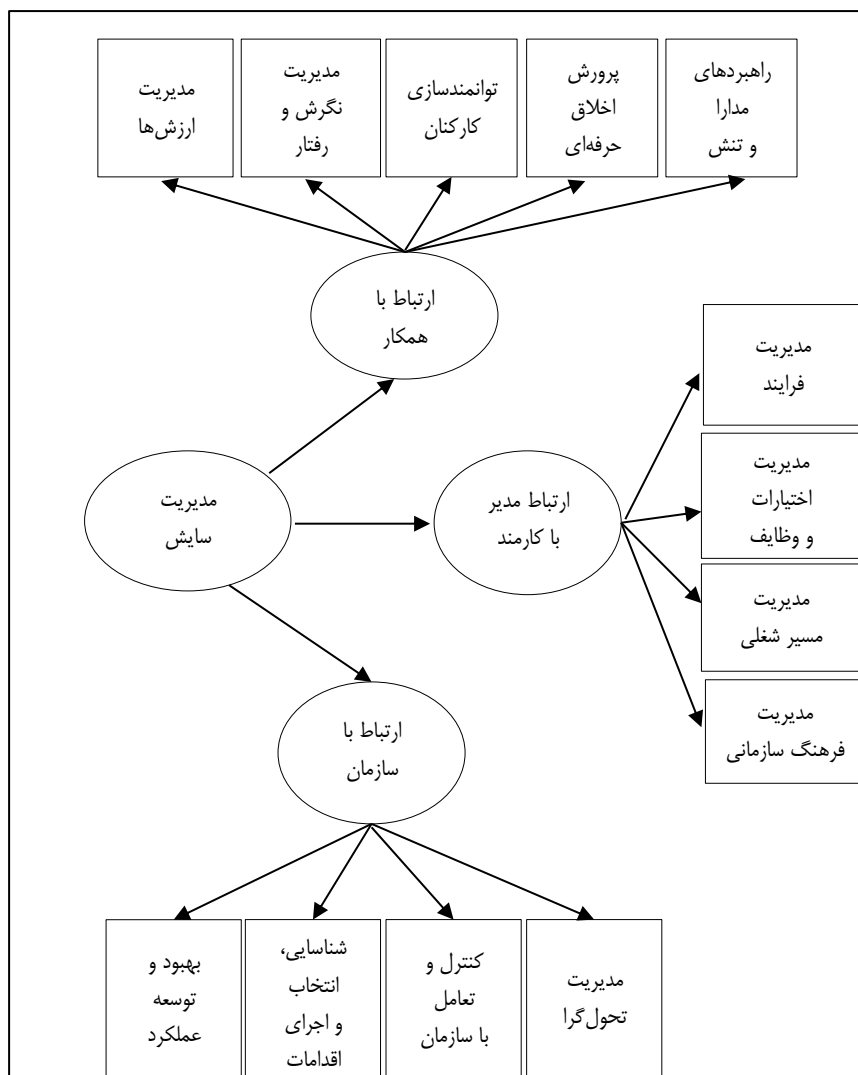 راهبردهای
مدارا
و تنش
پرورش
اخلاق
حرفه‌ای
توانمندسازی
کارکنان
مدیریت
نگرش و
رفتار
مدیریت
ارزش‌ها
ارتباط با
همکار
مدیریت
فرایند
مدیریت
اختیارات
و وظایف
ارتباط مدیر
با کارمند
مدیریت
سایش
مدیریت
مسیر شغلی
مدیریت
فرهنگ سازمانی
ارتباط با
سازمان
مدیریت
تحول‌گرا
کنترل و
تعامل
با سازمان
شناسایی،
انتخاب
و اجرای
اقدامات
بهبود و
توسعه
عملکرد